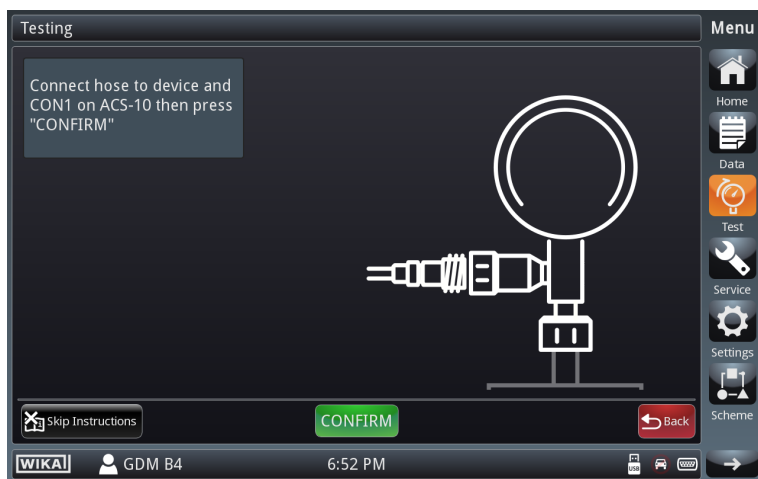 Testing
Menu
Connect hose to device and
CON1 on ACS-10 then press
"CONFIRM"
Home
Data
Test
Service
Settings
Scheme
Skip Instructions
CONFIRM
Back
WIKAI
GDM B4
6:52 PM
USB